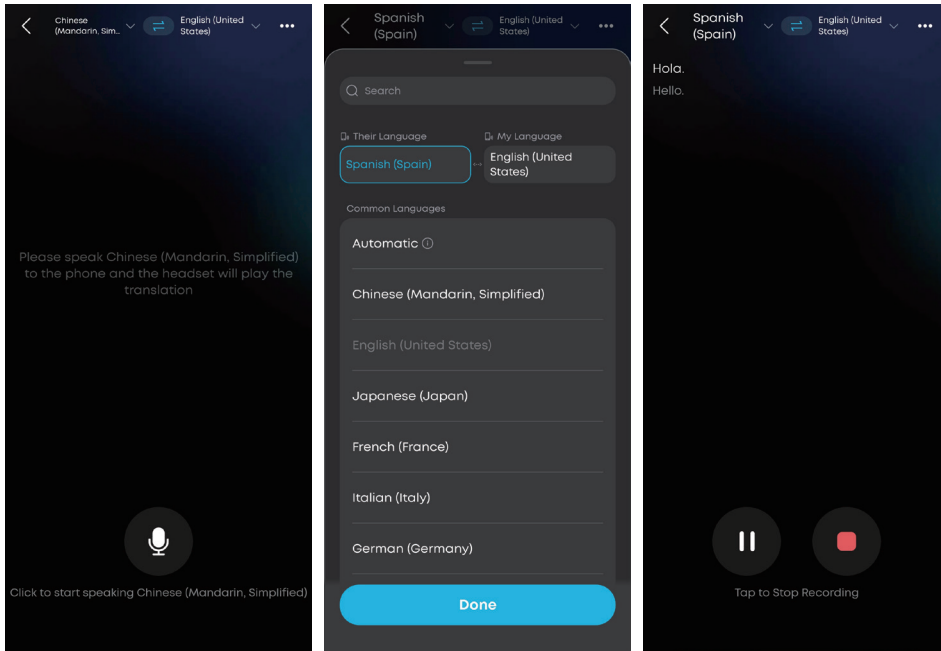 Chinese
(Mandarin, Sim...
English (United
States)
Please speak Chinese (Mandarin, Simplified)
to the phone and the headset will play the
translation
Click to start speaking Chinese (Mandarin, Simplified)
Spanish
(Spain)
English (United
States)
Search
Their Language
My Language
Spanish (Spain)
English (United
States)
Common Languages
Automatic
Chinese (Mandarin, Simplified)
English (United States)
Japanese (Japan)
French (France)
Italian (Italy)
German (Germany)
Done
Spanish
(Spain)
English (United
States)
Hola.
Hello.
Tap to Stop Recording